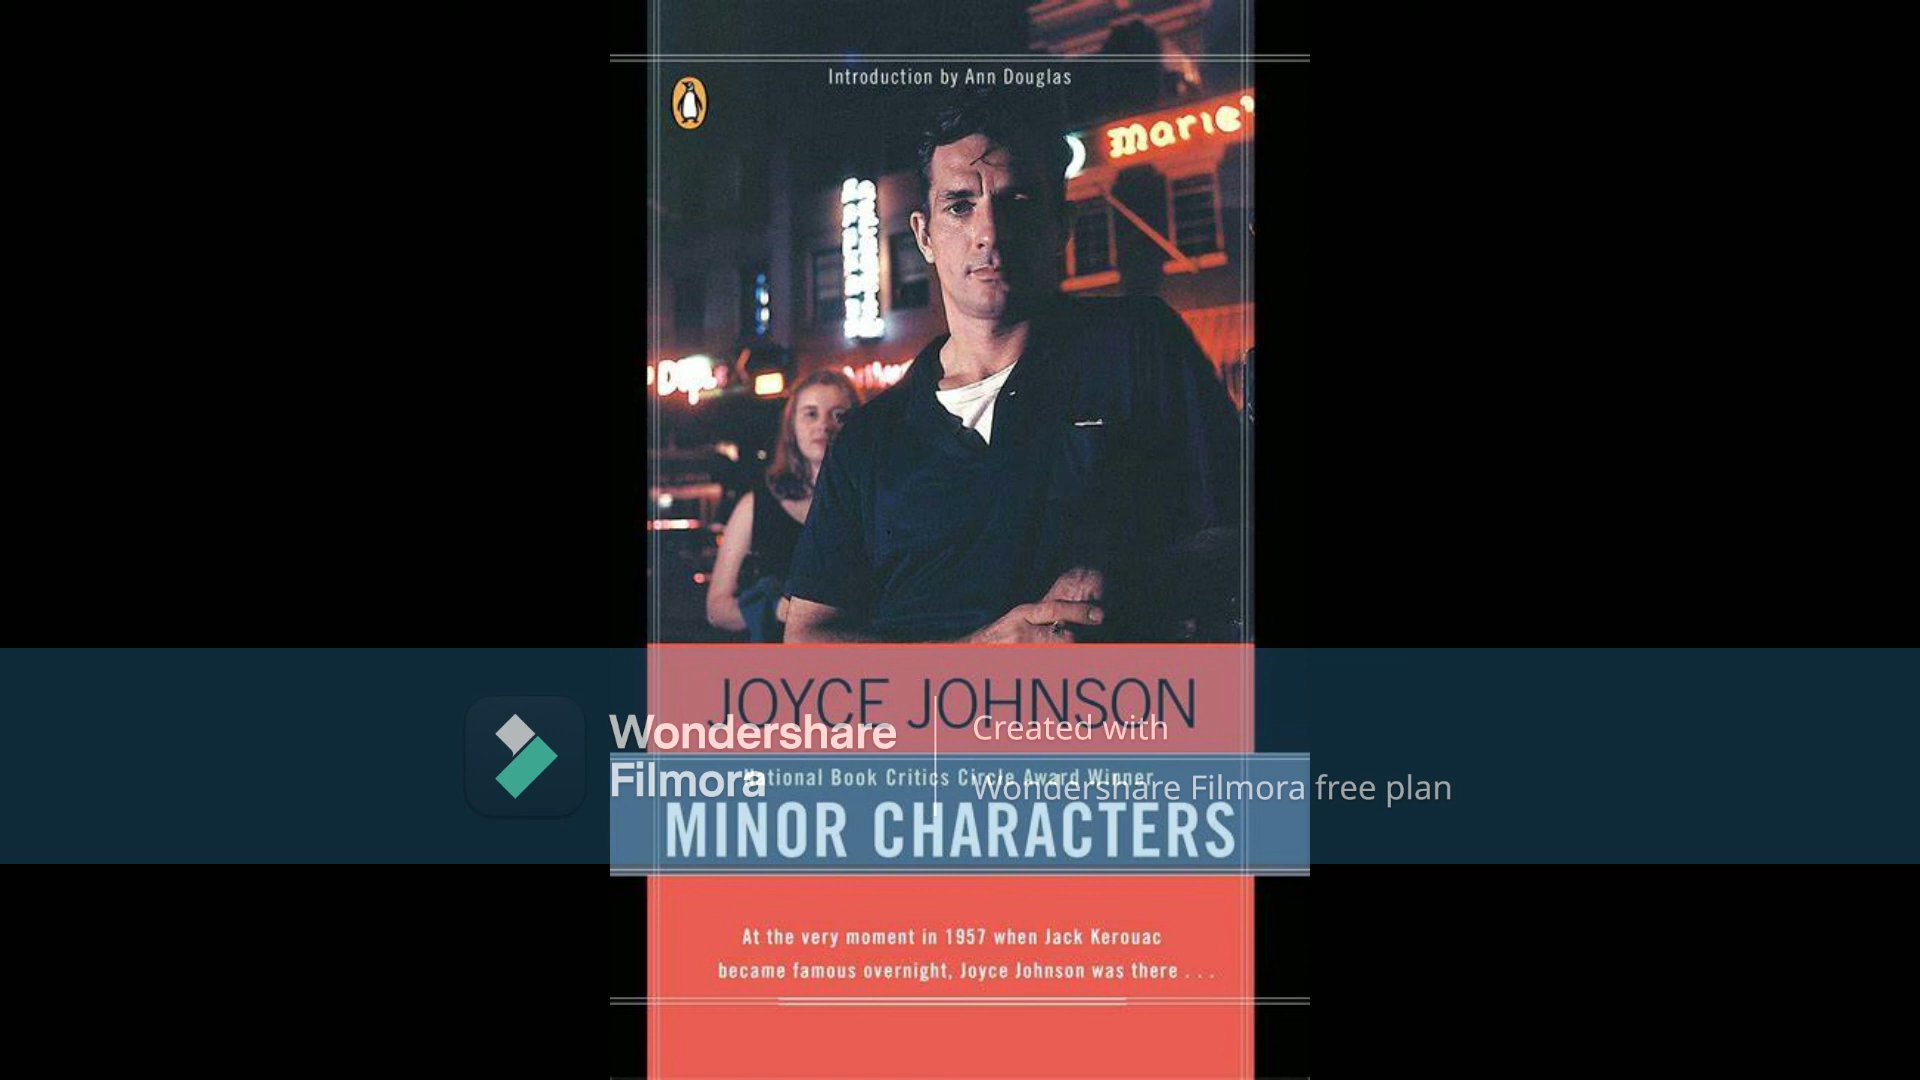 Introduction by Ann Douglas
marie'
JOYCE JOHNSON
Wondershare
Filmora
Created with
Wondershare Filmora free plan
National Book Critics Circle Award Winner
MINOR CHARACTERS
At the very moment in 1957 when Jack Kerouac
became famous overnight, Joyce Johnson was there . . .